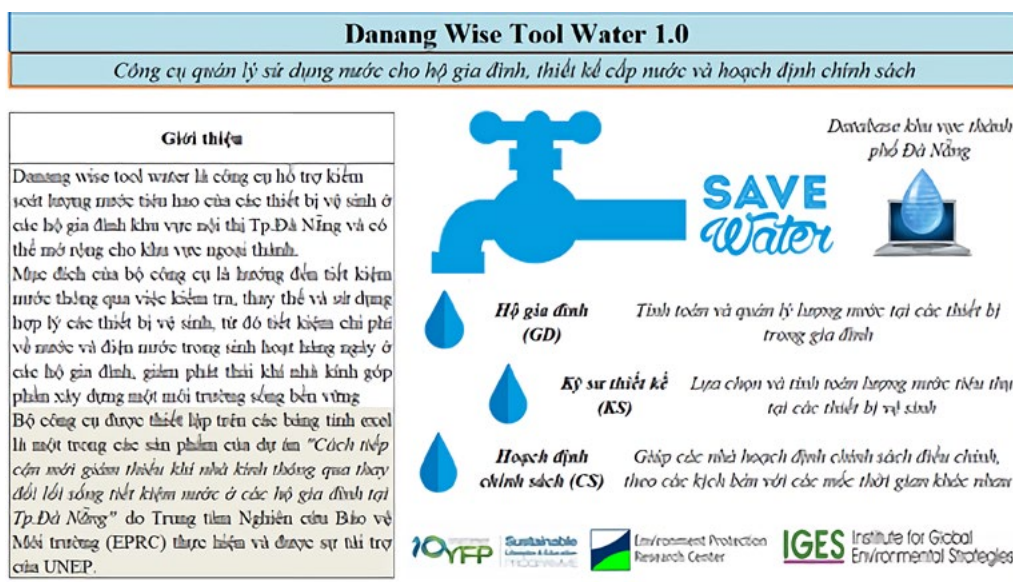 Danang Wise Tool Water 1.0
Công cụ quản lý sử dụng nước cho hộ gia đình, thiết kế cấp nước và hoạch định chính sách
Giới thiệu
Danang wise tool water là công cụ hỗ trợ kiểm
soát lượng nước tiêu hao của các thiết bị vệ sinh ở
các hộ gia đình khu vực nội thị Tp.Đà Nẵng và có
thể mở rộng cho khu vực ngoại thành.
Mục đích của bộ công cụ là hướng đến tiết kiệm
nước thông qua việc kiểm tra, thay thế và sử dụng
hợp lý các thiết bị vệ sinh, từ đó tiết kiệm chi phí
về nước và điện nước trong sinh hoạt hàng ngày ở
các hộ gia đình, giảm phát thải khí nhà kính góp
phần xây dựng một môi trường sống bền vững
Bộ công cụ được thiết lập trên các bảng tính excel
là một trong các sản phẩm của dự án "Cách tiếp
cận mới giảm thiểu khí nhà kính thông qua thay
đổi lối sống tiết kiệm nước ở các hộ gia đình tại
Tp.Đà Nẵng" do Trung tâm Nghiên cứu Bảo vệ
Môi trường (EPRC) thực hiện và được sự tài trợ
của UNEP.
Database khu vực thành
phố Đà Nẵng
SAVE
Water
Hộ gia đình
(GD)
Tính toán và quản lý lượng nước tại các thiết bị
trong gia đình
Kỹ sư thiết kế
(KS)
Lựa chọn và tính toán lượng nước tiêu thụ
tại các thiết bị vệ sinh
Hoạch định
chính sách (CS)
Giúp các nhà hoạch định chính sách điều chỉnh,
theo các kịch bản với các mốc thời gian khác nhau
10YFP
Sustainable
Lifestyles & Education
PROGRAMME
Environment Protection
Research Center
IGES
Institute for Global
Environmental Strategies